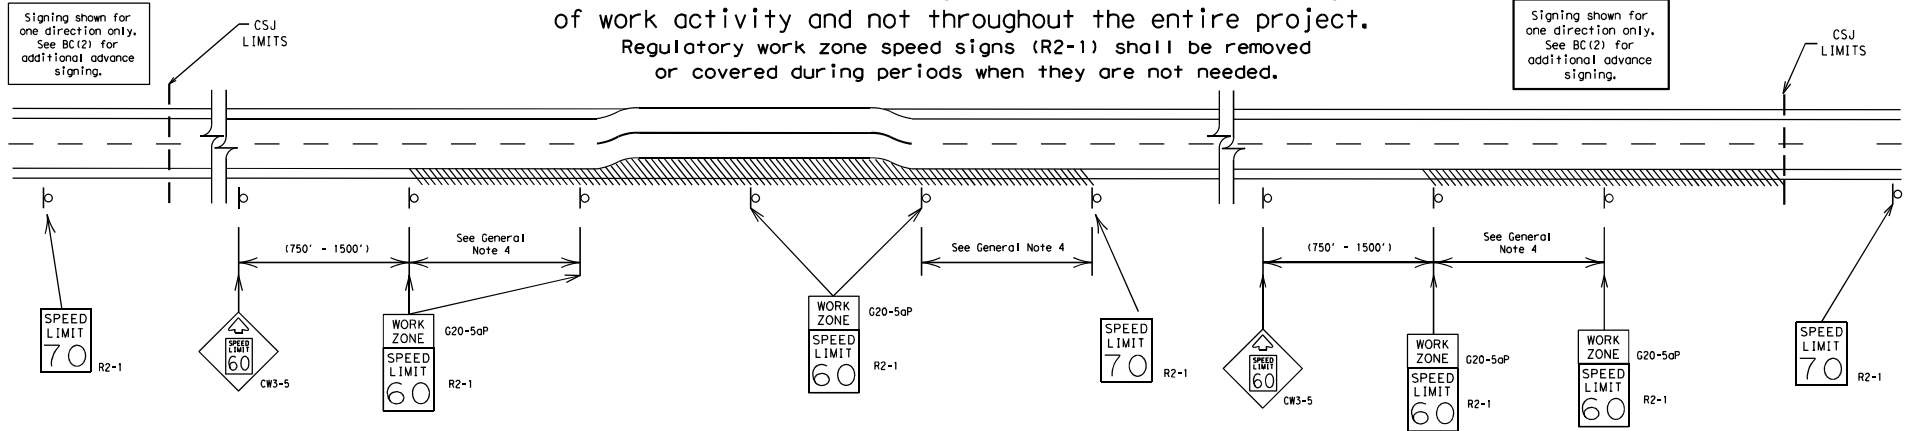 Signing shown for
one direction only.
See BC(2) for
additional advance
signing.
CSJ
LIMITS
of work activity and not throughout the entire project.
Regulatory work zone speed signs (R2-1) shall be removed
or covered during periods when they are not needed.
Signing shown for
one direction only.
See BC(2) for
additional advance
signing.
CSJ
LIMITS
(750' - 1500')
See General
Note 4
See General Note 4
(750' - 1500')
See General
Note 4
SPEED
LIMIT
70
R2-1
SPEED
LIMIT
60
CW3-5
WORK
ZONE
G20-5aP
SPEED
LIMIT
60
R2-1
WORK
ZONE
G20-5aP
SPEED
LIMIT
60
R2-1
SPEED
LIMIT
70
R2-1
SPEED
LIMIT
60
CW3-5
WORK
ZONE
G20-5aP
SPEED
LIMIT
60
R2-1
WORK
ZONE
G20-5aP
SPEED
LIMIT
60
R2-1
SPEED
LIMIT
70
R2-1